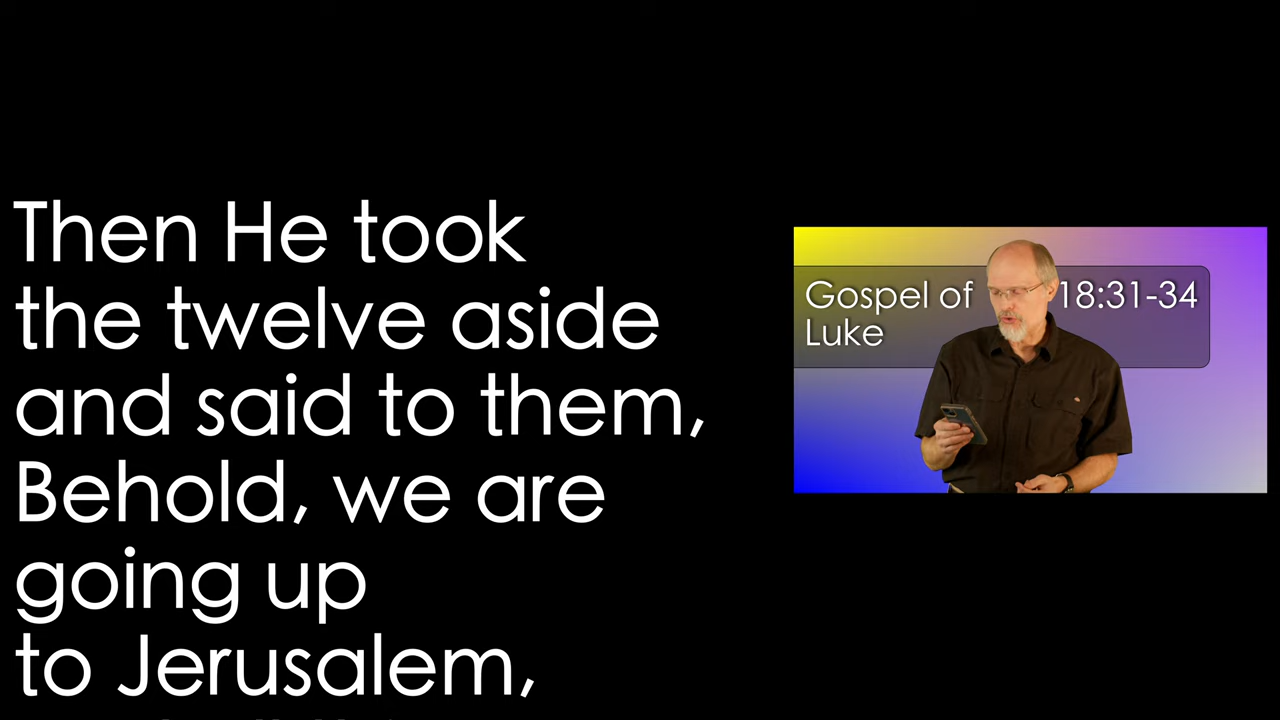 Then He took
the twelve aside
and said to them,
Behold, we are
going up
to Jerusalem,
Gospel of 18:31-34
Luke